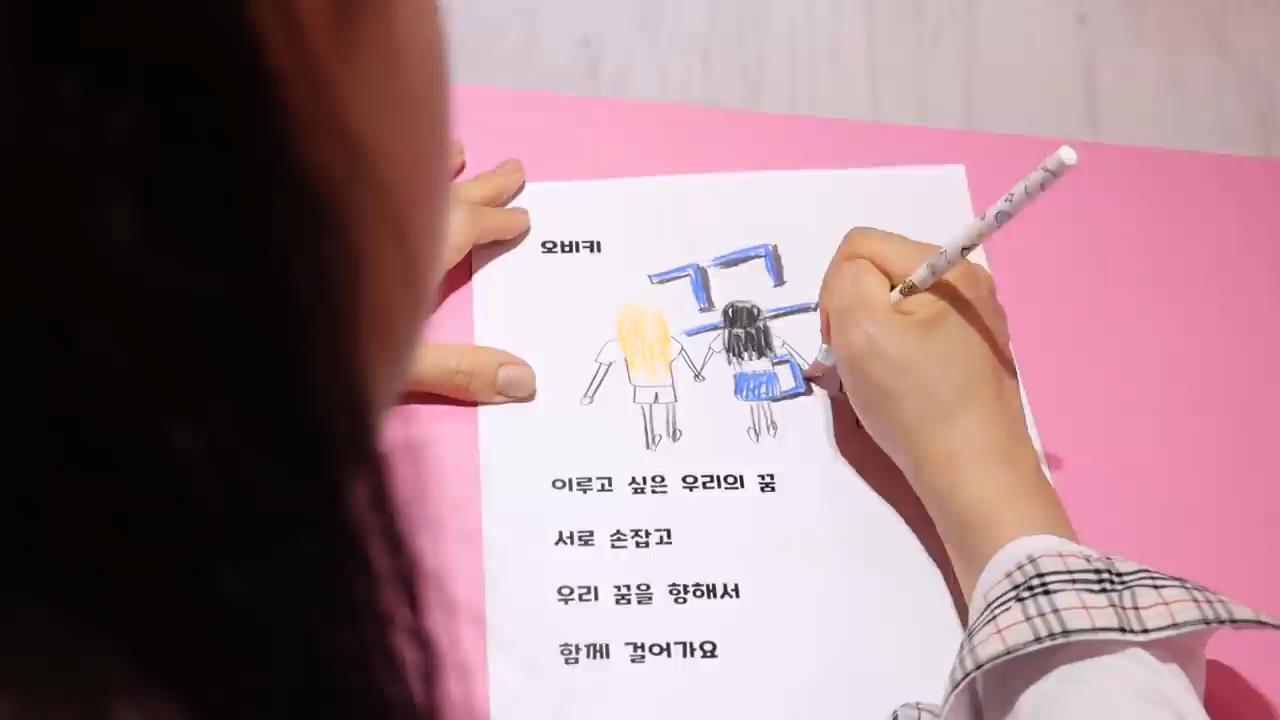 오비키
꿈
이루고 싶은 우리의 꿈
서로 손잡고
우리 꿈을 향해서
함께 걸어가요